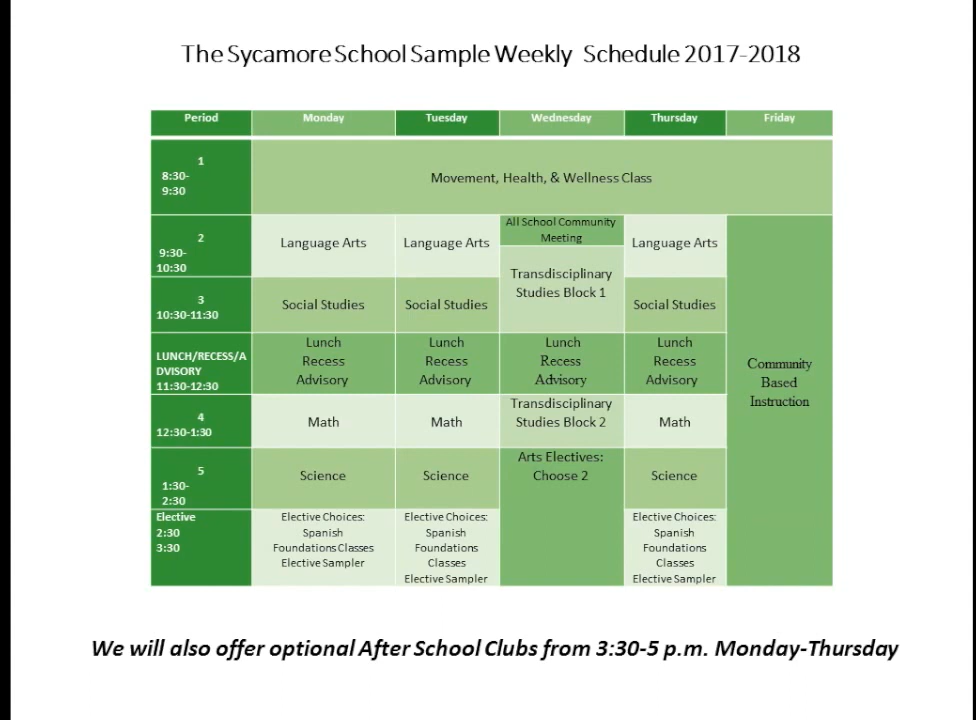 The Sycamore School Sample Weekly Schedule 2017-2018
Period Monday Tuesday Wednesday Thursday Friday
1
8:30-
9:30
Movement, Health, & Wellness Class
2
9:30-
10:30
Language Arts
Language Arts
All School Community
Meeting
Language Arts
Transdisciplinary
Studies Block 1
3
10:30-11:30
Social Studies
Social Studies
Social Studies
LUNCH/RECESS/A
DVISORY
11:30-12:30
Lunch
Recess
Advisory
Lunch
Recess
Advisory
Lunch
Recess
Advisory
Lunch
Recess
Advisory
Community
Based
Instruction
4
12:30-1:30
Math
Math
Transdisciplinary
Studies Block 2
Math
5
1:30-
2:30
Science
Science
Arts Electives:
Choose 2
Science
Elective
2:30
3:30
Elective Choices:
Spanish
Foundations Classes
Elective Sampler
Elective Choices:
Spanish
Foundations
Classes
Elective Sampler
Elective Choices:
Spanish
Foundations
Classes
Elective Sampler
We will also offer optional After School Clubs from 3:30-5 p.m. Monday-Thursday